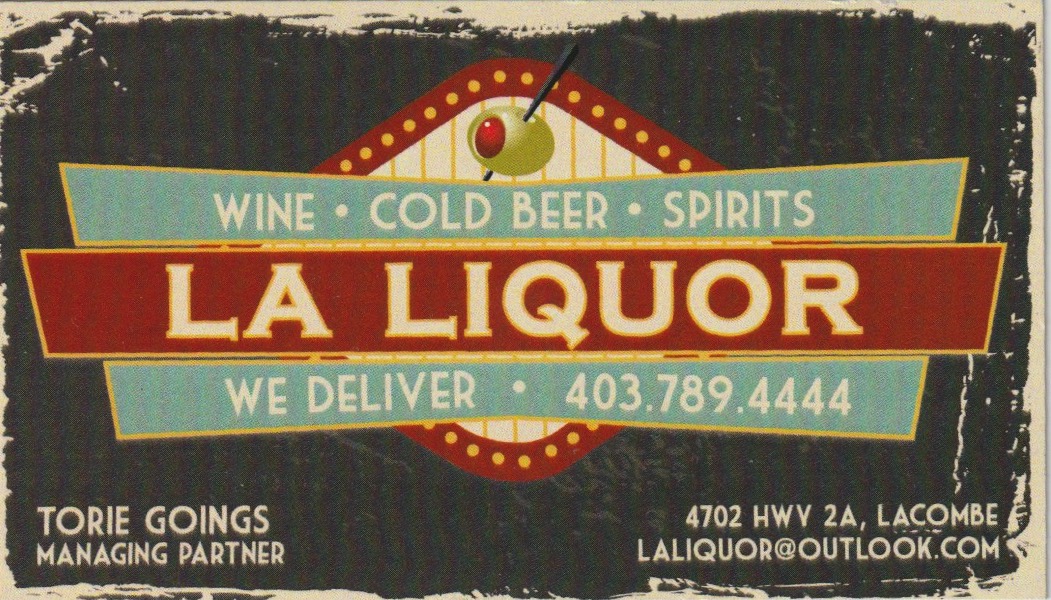 WINE • COLD BEER • SPIRITS
LA LIQUOR
WE DELIVER • 403.789.4444
TORIE GOINGS
MANAGING PARTNER
4702 HWY 2A, LACOMBE
LALIQUOR@OUTLOOK.COM